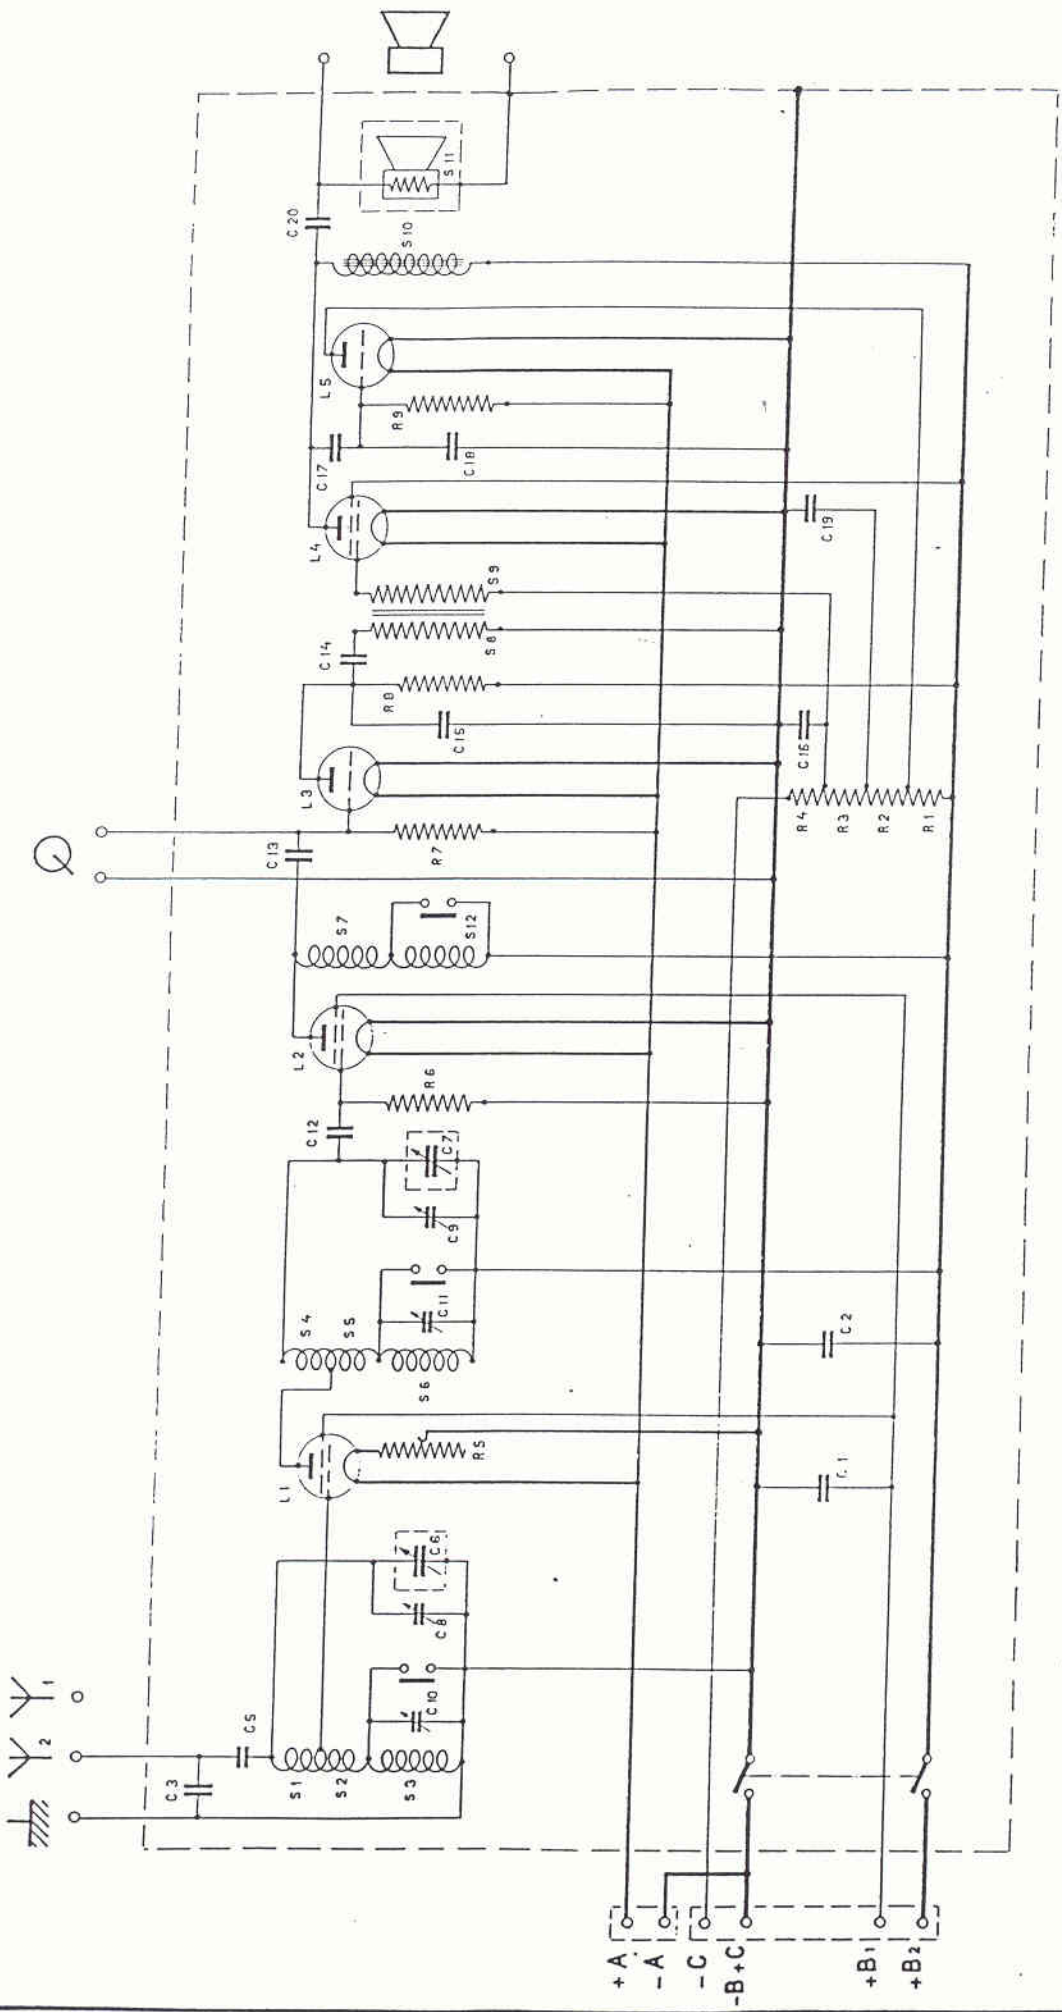 1
2
C3
C5
S1
S2
S3
C10
C8
C6
L1
R5
S4
S5
S6
C11
C9
C7
C12
R6
L2
S7
S12
C13
R7
L3
C15
R8
C14
S8
S9
L4
C17
C18
R9
L5
S10
C20
S11
C1
C2
C16
C19
R4
R3
R2
R1
+A
-A
-C
-B+C
+B1
+B2